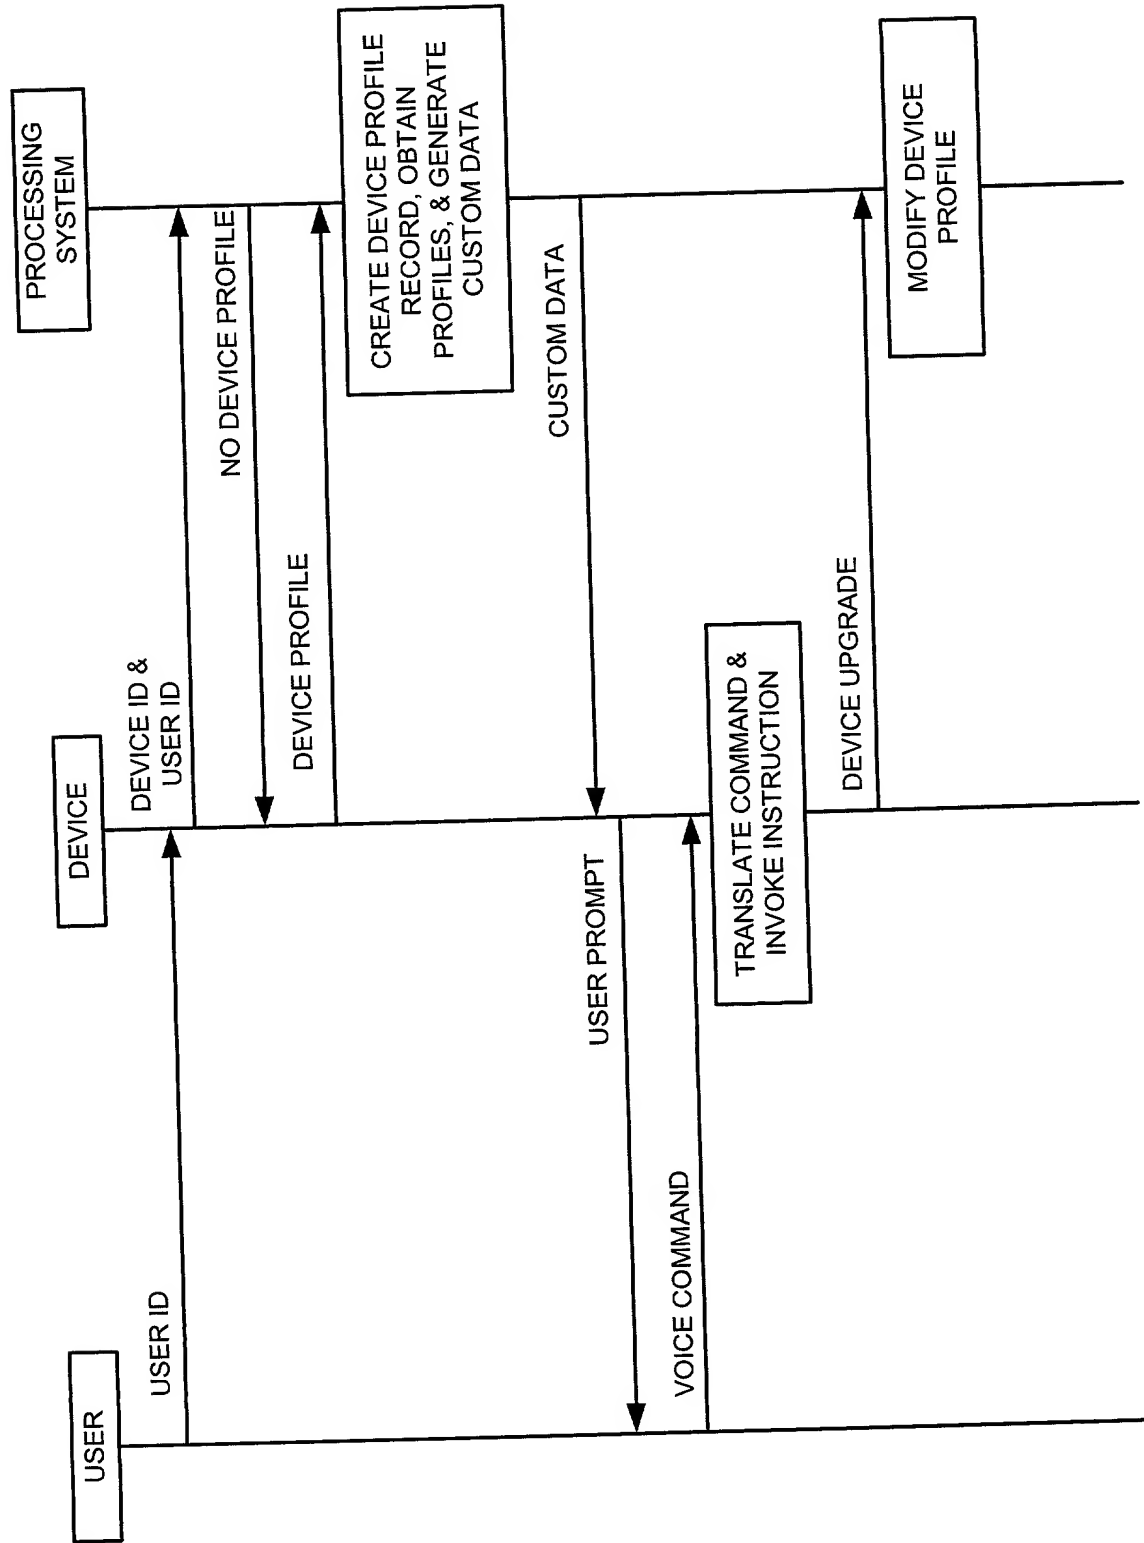 USER
DEVICE
PROCESSING
SYSTEM
USER ID
DEVICE ID &
USER ID
NO DEVICE PROFILE
DEVICE PROFILE
CREATE DEVICE PROFILE
RECORD, OBTAIN
PROFILES, & GENERATE
CUSTOM DATA
CUSTOM DATA
USER PROMPT
VOICE COMMAND
TRANSLATE COMMAND &
INVOKE INSTRUCTION
DEVICE UPGRADE
MODIFY DEVICE
PROFILE